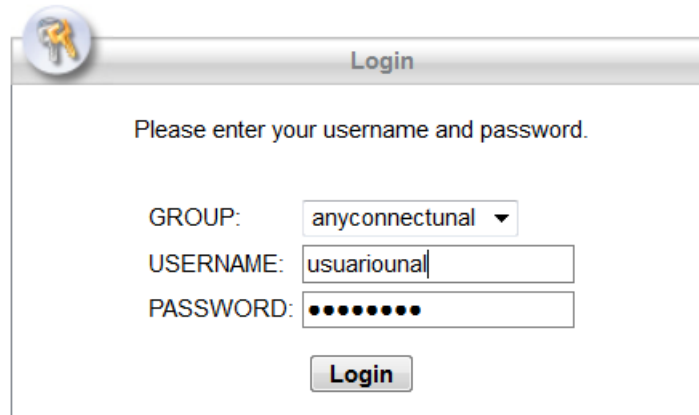 Login
Please enter your username and password.
GROUP: anyconnectunal
USERNAME: usuariounal
PASSWORD: ●●●●●●●●
Login